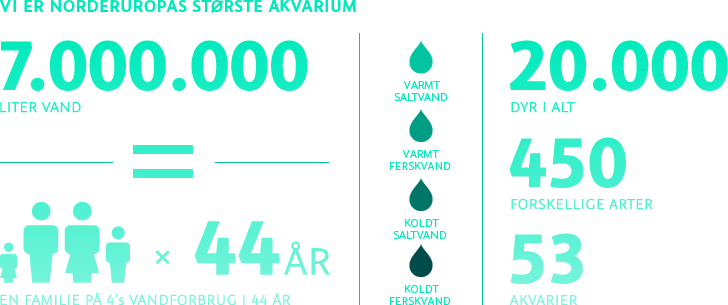 VI ER NORDEUROPAS STØRSTE AKVARIUM
7.000.000
LITER VAND
=
× 44 ÅR
EN FAMILIE PÅ 4's VANDFORBRUG I 44 ÅR
VARMT
SALTVAND
VARMT
FERSKVAND
KOLDT
SALTVAND
KOLDT
FERSKVAND
20.000
DYR I ALT
450
FORSKELLIGE ARTER
53
AKVARIER